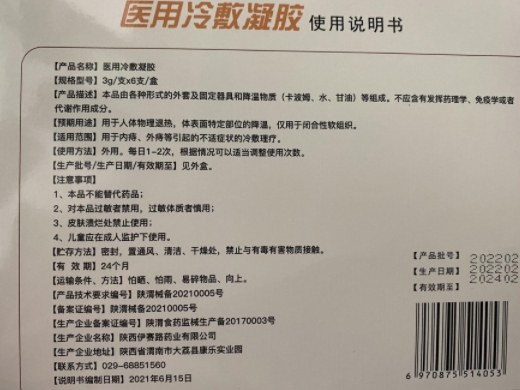 医用冷敷凝胶 使用说明书
【产品名称】医用冷敷凝胶
【规格型号】3g/支x6支/盒
【产品描述】本品由各种形式的外套及固定器具和降温物质（卡波姆、水、甘油）等组成。不应含有发挥药理学、免疫学或者
代谢作用成分。
【预期用途】用于人体物理退热，体表面特定部位的降温，仅用于闭合性软组织。
【适用范围】用于内痔、外痔等引起的不适症状的冷敷理疗。
【使用方法】外用。每日1-2次，根据情况可以适当调整使用次数。
【生产批号/生产日期/有效期至】见外盒。
【注意事项】
1、本品不能替代药品；
2、对本品过敏者禁用，过敏体质者慎用；
3、皮肤溃烂处禁止使用；
4、儿童应在成人监护下使用。
【贮存方法】密封，置通风、清洁、干燥处，禁止与有毒有害物质接触。
【有 效 期】24个月
【运输条件、方法】怕晒、怕雨、易碎物品、向上。
【产品技术要求编号】陕渭械备20210005号
【备案证编号】陕渭械备20210005号
【生产企业备案证编号】陕渭食药监械生产备20170003号
【生产企业名称】陕西伊赛路药业有限公司
【生产企业地址】陕西省渭南市大荔县康乐实业园
【联系方式】029-68851560
【说明书编制日期】2021年6月15日
【产品批号】 202202
【生产日期】 202202
【有效期至】 202402
6 970875 514053